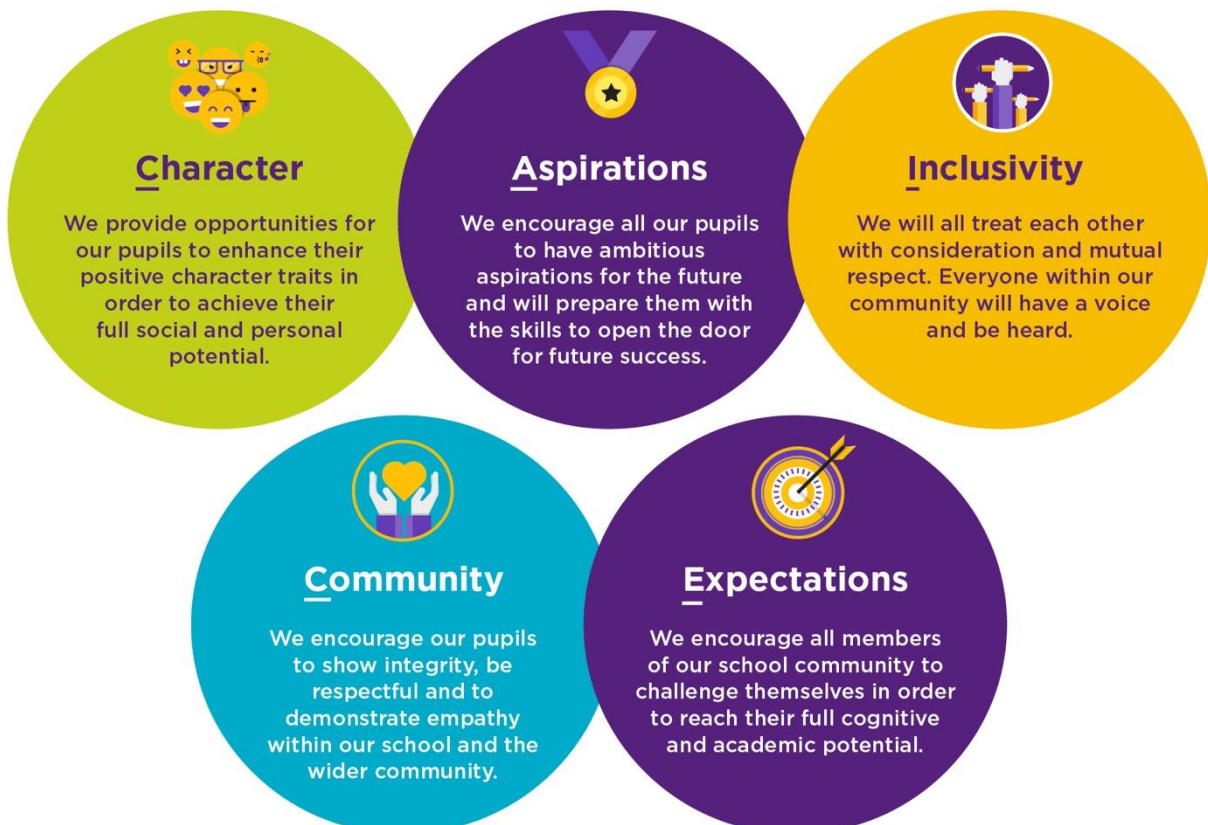 Character
We provide opportunities for
our pupils to enhance their
positive character traits in
order to achieve their
full social and personal
potential.
Aspirations
We encourage all our pupils
to have ambitious
aspirations for the future
and will prepare them with
the skills to open the door
for future success.
Inclusivity
We will all treat each other
with consideration and mutual
respect. Everyone within our
community will have a voice
and be heard.
Community
We encourage our pupils
to show integrity, be
respectful and to
demonstrate empathy
within our school and the
wider community.
Expectations
We encourage all members
of our school community to
challenge themselves in order
to reach their full cognitive
and academic potential.